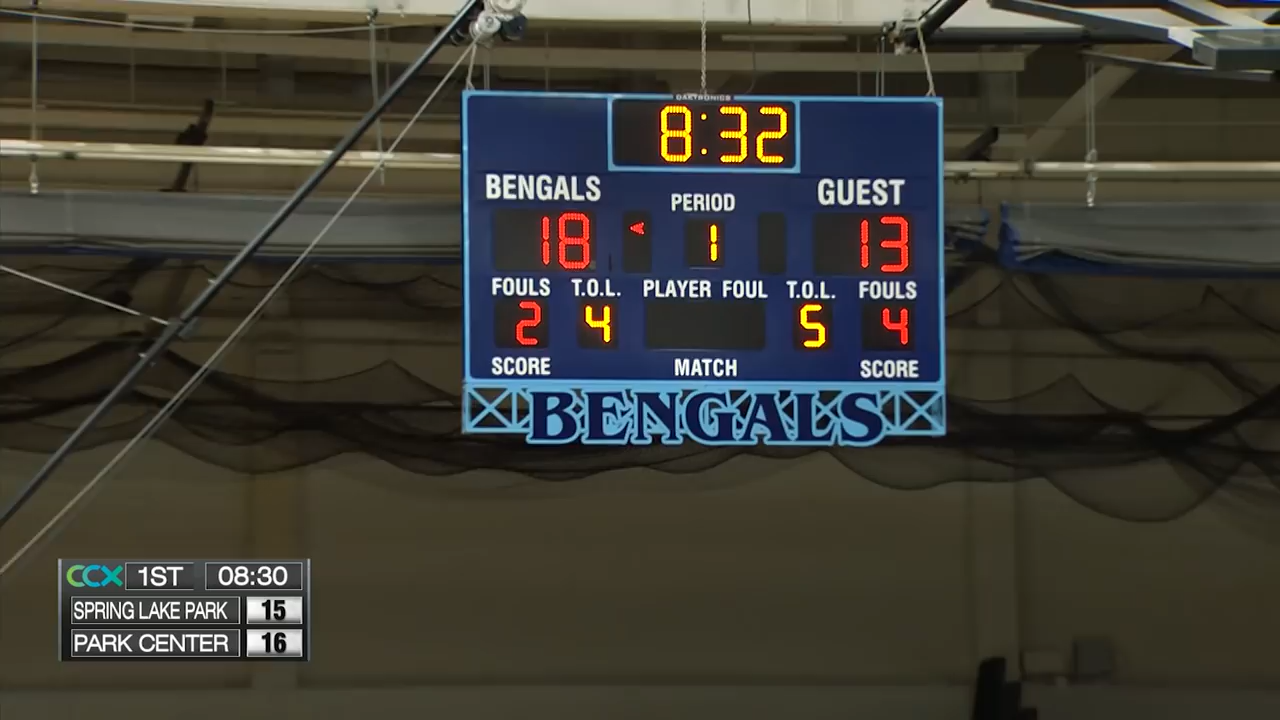 DAKTRONICS
8:32
BENGALS PERIOD GUEST
18 1 13
FOULS T.O.L. PLAYER FOUL T.O.L. FOULS
2 4 5 4
SCORE MATCH SCORE
BENGALS
CCX 1ST 08:30
SPRING LAKE PARK 15
PARK CENTER 16